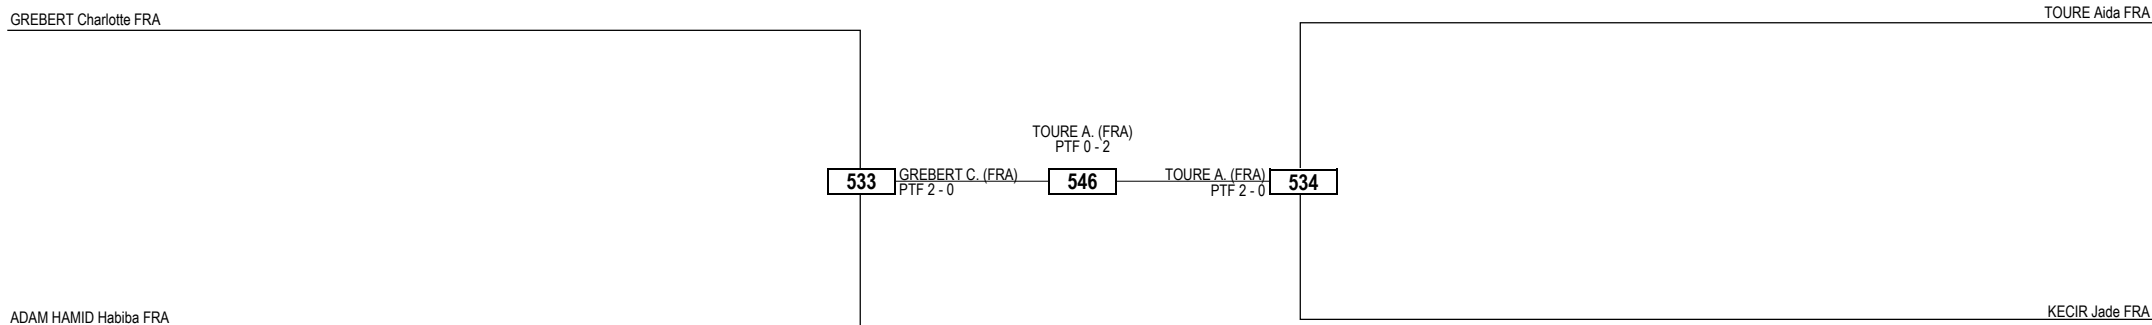 GREBERT Charlotte FRA
TOURE Aida FRA
TOURE A. (FRA)
PTF 0 - 2
533
GREBERT C. (FRA)
PTF 2 - 0
546
TOURE A. (FRA)
PTF 2 - 0
534
ADAM HAMID Habiba FRA
KECIR Jade FRA